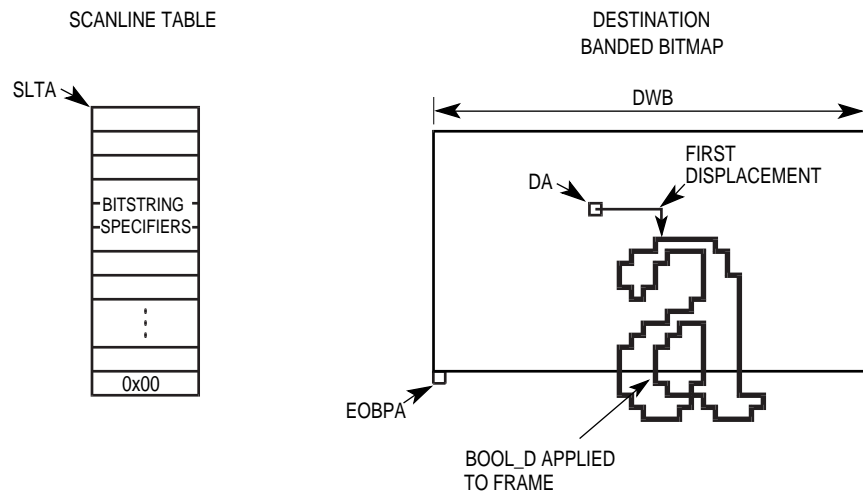 SCANLINE TABLE
SLTA
BITSTRING
SPECIFIERS
0x00
DESTINATION
BANDED BITMAP
DWB
FIRST
DISPLACEMENT
DA
EOBPA
BOOL_D APPLIED
TO FRAME